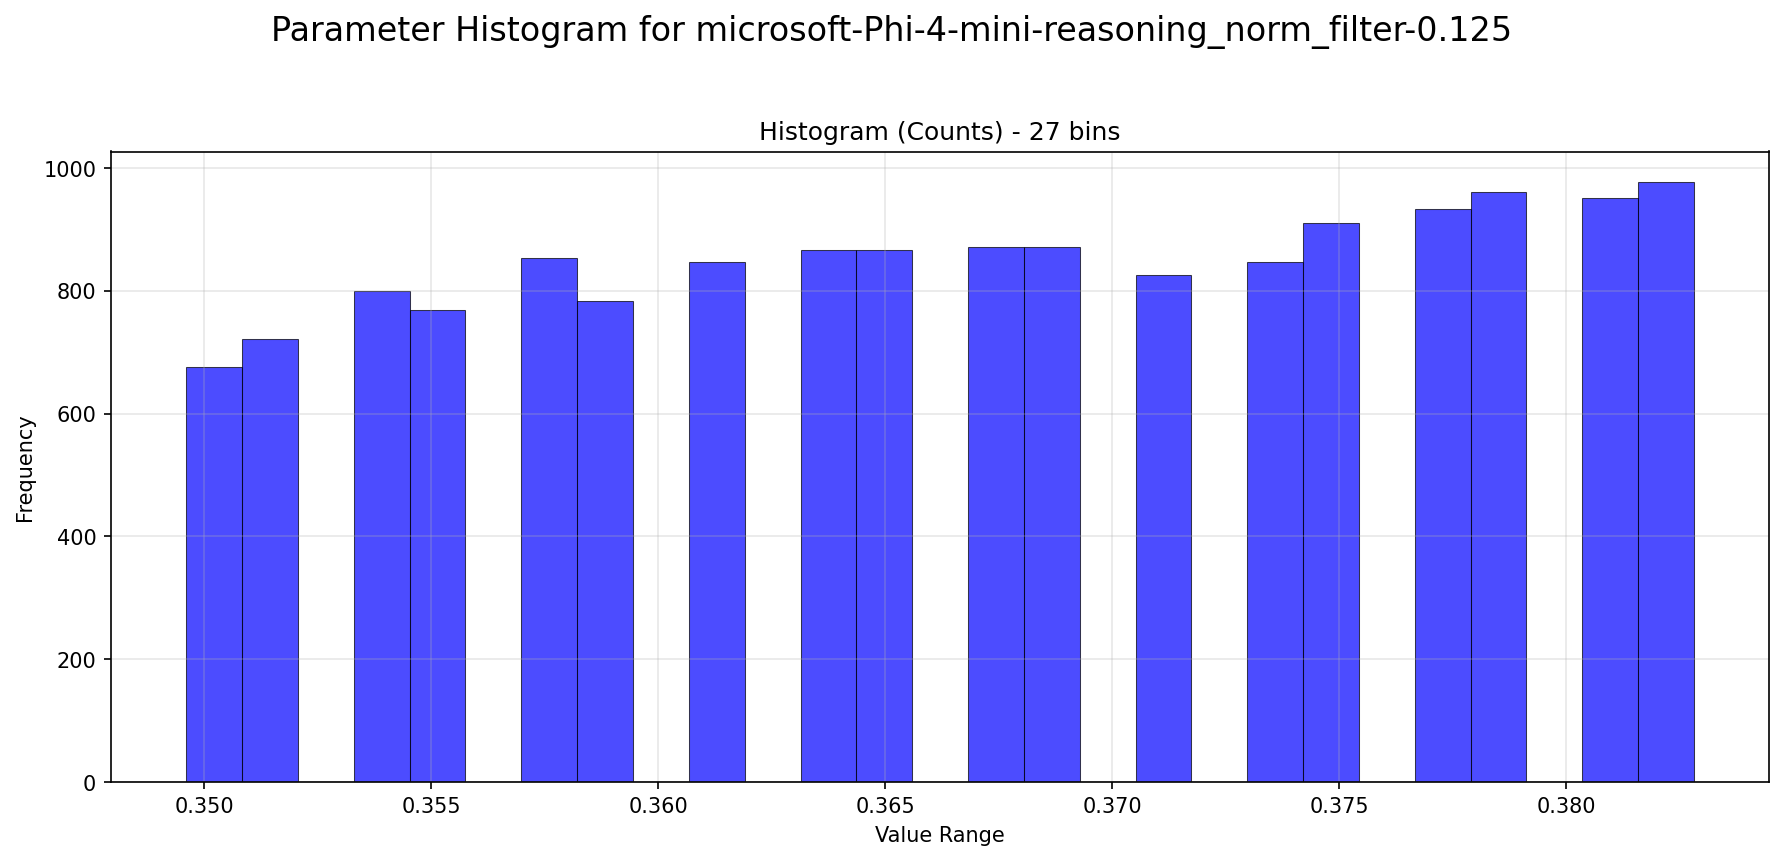 Parameter Histogram for microsoft-Phi-4-mini-reasoning_norm_filter-0.125
Histogram (Counts) - 27 bins
1000
800
600
400
200
0
Frequency
0.350 0.355 0.360 0.365 0.370 0.375 0.380
Value Range